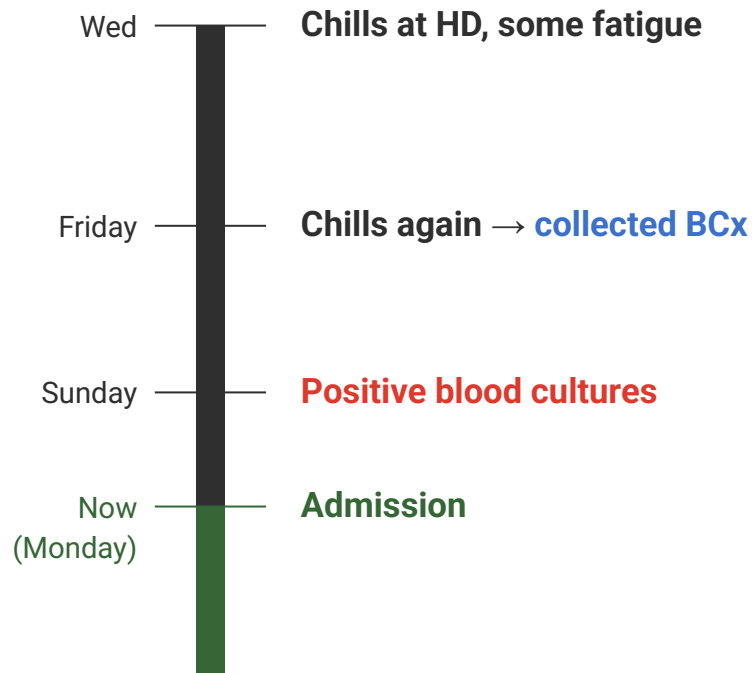 Wed Chills at HD, some fatigue
Friday Chills again → collected BCx
Sunday Positive blood cultures
Now Admission
(Monday)